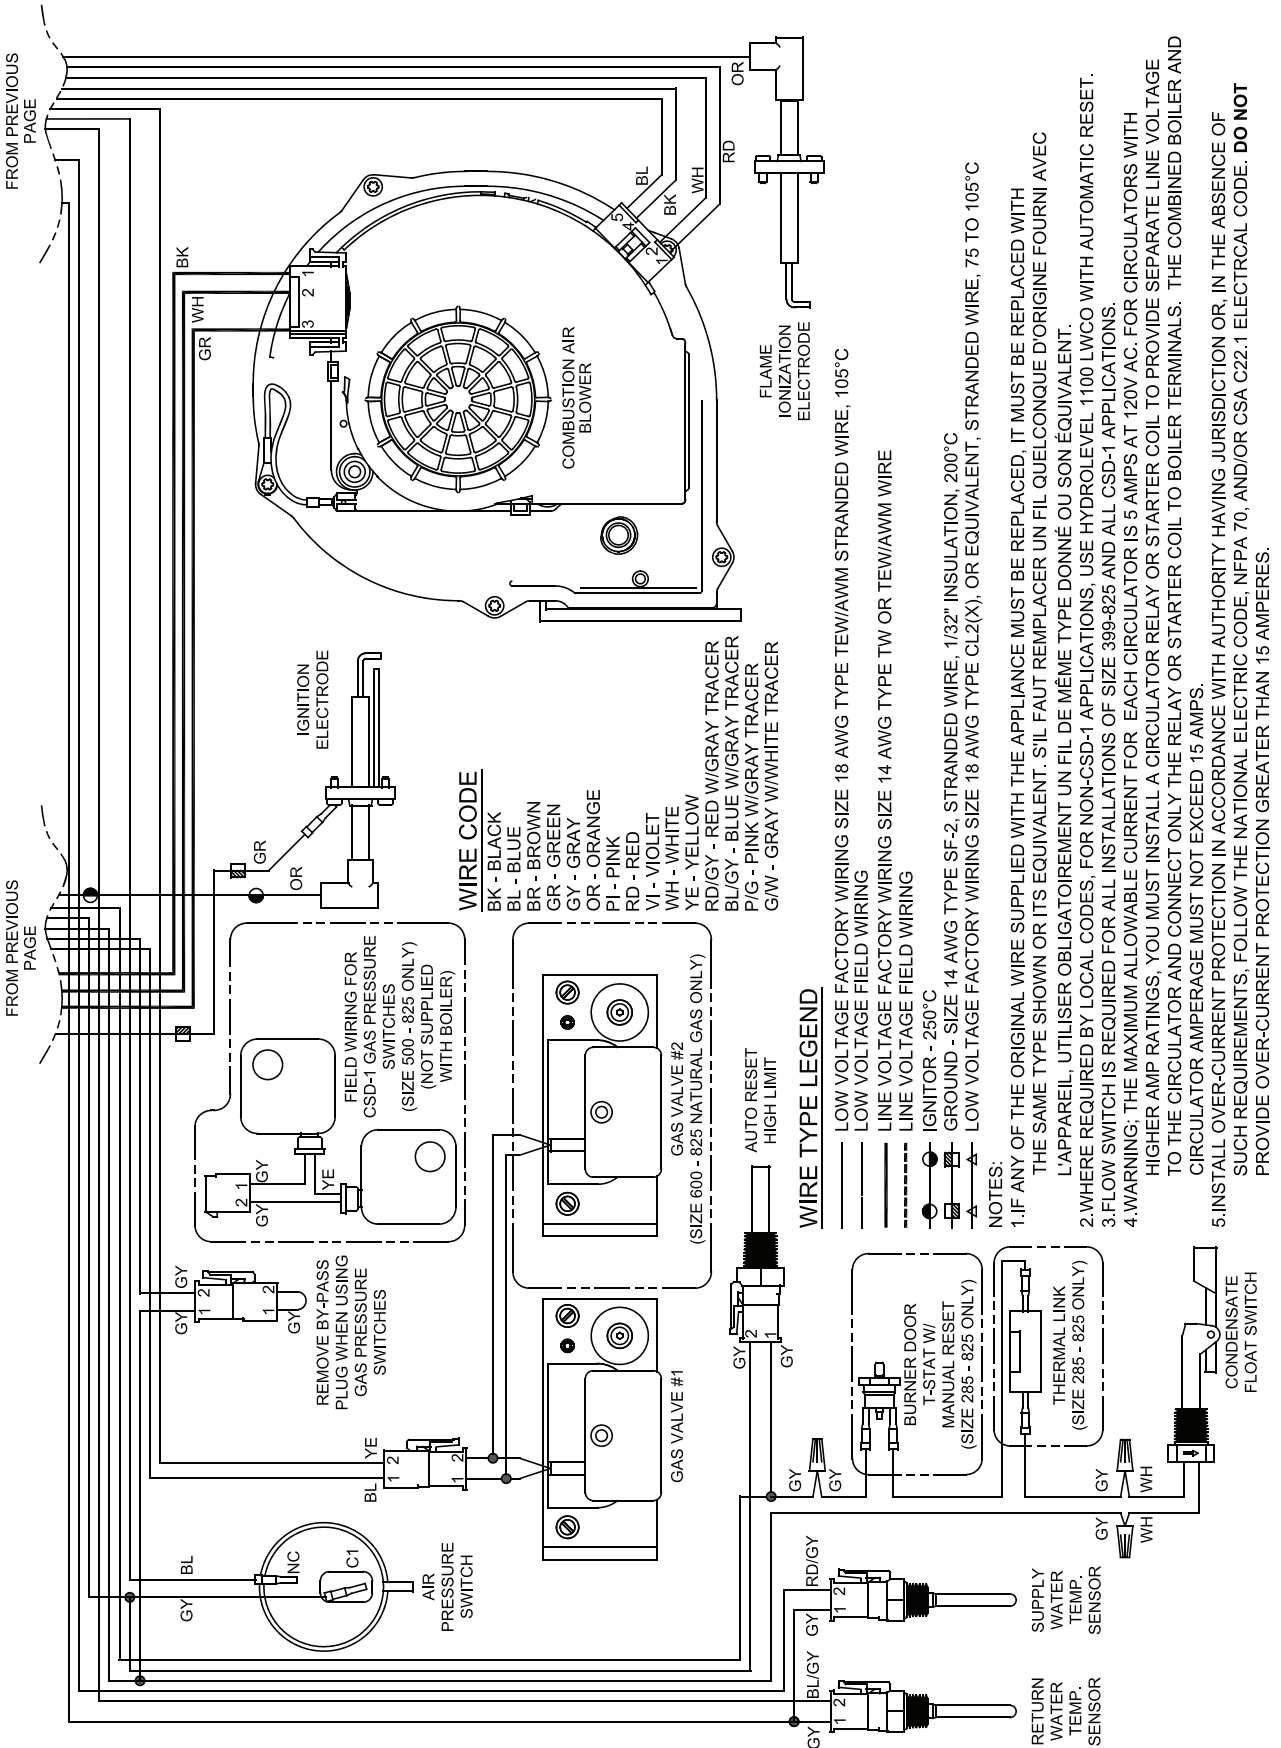 FROM PREVIOUS
PAGE
FROM PREVIOUS
PAGE
GY
BL/GY
1
2
RETURN
WATER
TEMP.
SENSOR
GY
RD/GY
1
2
SUPPLY
WATER
TEMP.
SENSOR
GY
BL
NC
C1
AIR
PRESSURE
SWITCH
BL
YE
1
2
1
2
GAS VALVE #1
GY
GY
1
2
1
2
GY
REMOVE BY-PASS
PLUG WHEN USING
GAS PRESSURE
SWITCHES
2
1
GY
GY
YE
FIELD WIRING FOR
CSD-1 GAS PRESSURE
SWITCHES
(SIZE 500 - 825 ONLY)
(NOT SUPPLIED
WITH BOILER)
GAS VALVE #2
(SIZE 600 - 825 NATURAL GAS ONLY)
GY
2
1
GY
AUTO RESET
HIGH LIMIT
GY
GY
BURNER DOOR
T-STAT W/
MANUAL RESET
(SIZE 285 - 825 ONLY)
THERMAL LINK
(SIZE 285 - 825 ONLY)
GY
WH
GY
WH
CONDENSATE
FLOAT SWITCH
GR
OR
IGNITION
ELECTRODE
BK
WH
GR
3
2
1
COMBUSTION AIR
BLOWER
5
4
2
1
BL
BK
WH
RD
OR
FLAME
IONIZATION
ELECTRODE
WIRE CODE
BK - BLACK
BL - BLUE
BR - BROWN
GR - GREEN
GY - GRAY
OR - ORANGE
PI - PINK
RD - RED
VI - VIOLET
WH - WHITE
YE - YELLOW
RD/GY - RED W/GRAY TRACER
BL/GY - BLUE W/GRAY TRACER
P/G - PINK W/GRAY TRACER
G/W - GRAY W/WHITE TRACER
WIRE TYPE LEGEND
LOW VOLTAGE FACTORY WIRING SIZE 18 AWG TYPE TEW/AWM STRANDED WIRE, 105°C
LOW VOLTAGE FIELD WIRING
LINE VOLTAGE FACTORY WIRING SIZE 14 AWG TYPE TW OR TEW/AWM WIRE
LINE VOLTAGE FIELD WIRING
IGNITOR - 250°C
GROUND - SIZE 14 AWG TYPE SF-2, STRANDED WIRE, 1/32" INSULATION, 200°C
LOW VOLTAGE FACTORY WIRING SIZE 18 AWG TYPE CL2(X), OR EQUIVALENT, STRANDED WIRE, 75 TO 105°C
NOTES:
1.IF ANY OF THE ORIGINAL WIRE SUPPLIED WITH THE APPLIANCE MUST BE REPLACED, IT MUST BE REPLACED WITH
THE SAME TYPE SHOWN OR ITS EQUIVALENT. S'IL FAUT REMPLACER UN FIL QUELCONQUE D'ORIGINE FOURNI AVEC
L'APPAREIL, UTILISER OBLIGATOIREMENT UN FIL DE MÊME TYPE DONNÉ OU SON ÉQUIVALENT.
2.WHERE REQUIRED BY LOCAL CODES, FOR NON-CSD-1 APPLICATIONS, USE HYDROLEVEL 1100 LWCO WITH AUTOMATIC RESET.
3.FLOW SWITCH IS REQUIRED FOR ALL INSTALLATIONS OF SIZE 399-825 AND ALL CSD-1 APPLICATIONS.
4.WARNING; THE MAXIMUM ALLOWABLE CURRENT FOR EACH CIRCULATOR IS 5 AMPS AT 120V AC. FOR CIRCULATORS WITH
HIGHER AMP RATINGS, YOU MUST INSTALL A CIRCULATOR RELAY OR STARTER COIL TO PROVIDE SEPARATE LINE VOLTAGE
TO THE CIRCULATOR AND CONNECT ONLY THE RELAY OR STARTER COIL TO BOILER TERMINALS. THE COMBINED BOILER AND
CIRCULATOR AMPERAGE MUST NOT EXCEED 15 AMPS.
5.INSTALL OVER-CURRENT PROTECTION IN ACCORDANCE WITH AUTHORITY HAVING JURISDICTION OR, IN THE ABSENCE OF
SUCH REQUIREMENTS, FOLLOW THE NATIONAL ELECTRIC CODE, NFPA 70, AND/OR CSA C22.1 ELECTRCAL CODE. DO NOT
PROVIDE OVER-CURRENT PROTECTION GREATER THAN 15 AMPERES.